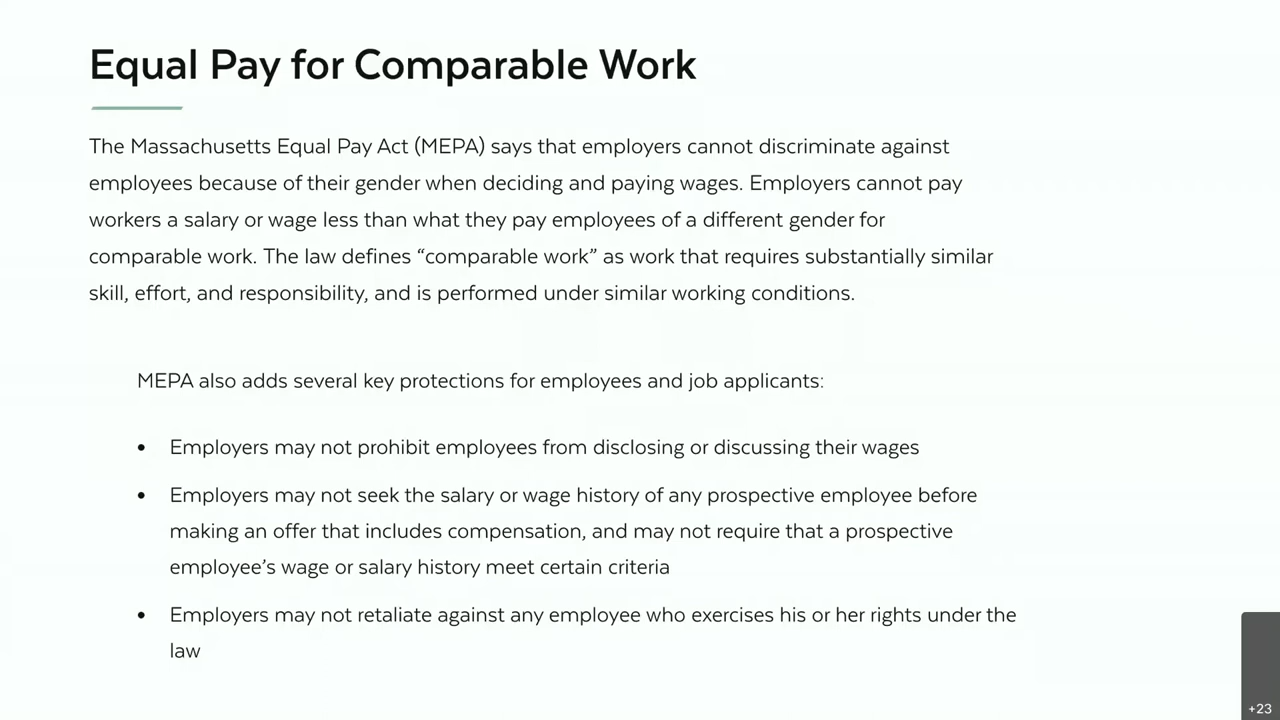 Equal Pay for Comparable Work
The Massachusetts Equal Pay Act (MEPA) says that employers cannot discriminate against
employees because of their gender when deciding and paying wages. Employers cannot pay
workers a salary or wage less than what they pay employees of a different gender for
comparable work. The law defines “comparable work” as work that requires substantially similar
skill, effort, and responsibility, and is performed under similar working conditions.
MEPA also adds several key protections for employees and job applicants:
• Employers may not prohibit employees from disclosing or discussing their wages
• Employers may not seek the salary or wage history of any prospective employee before
making an offer that includes compensation, and may not require that a prospective
employee’s wage or salary history meet certain criteria
• Employers may not retaliate against any employee who exercises his or her rights under the
law
+23